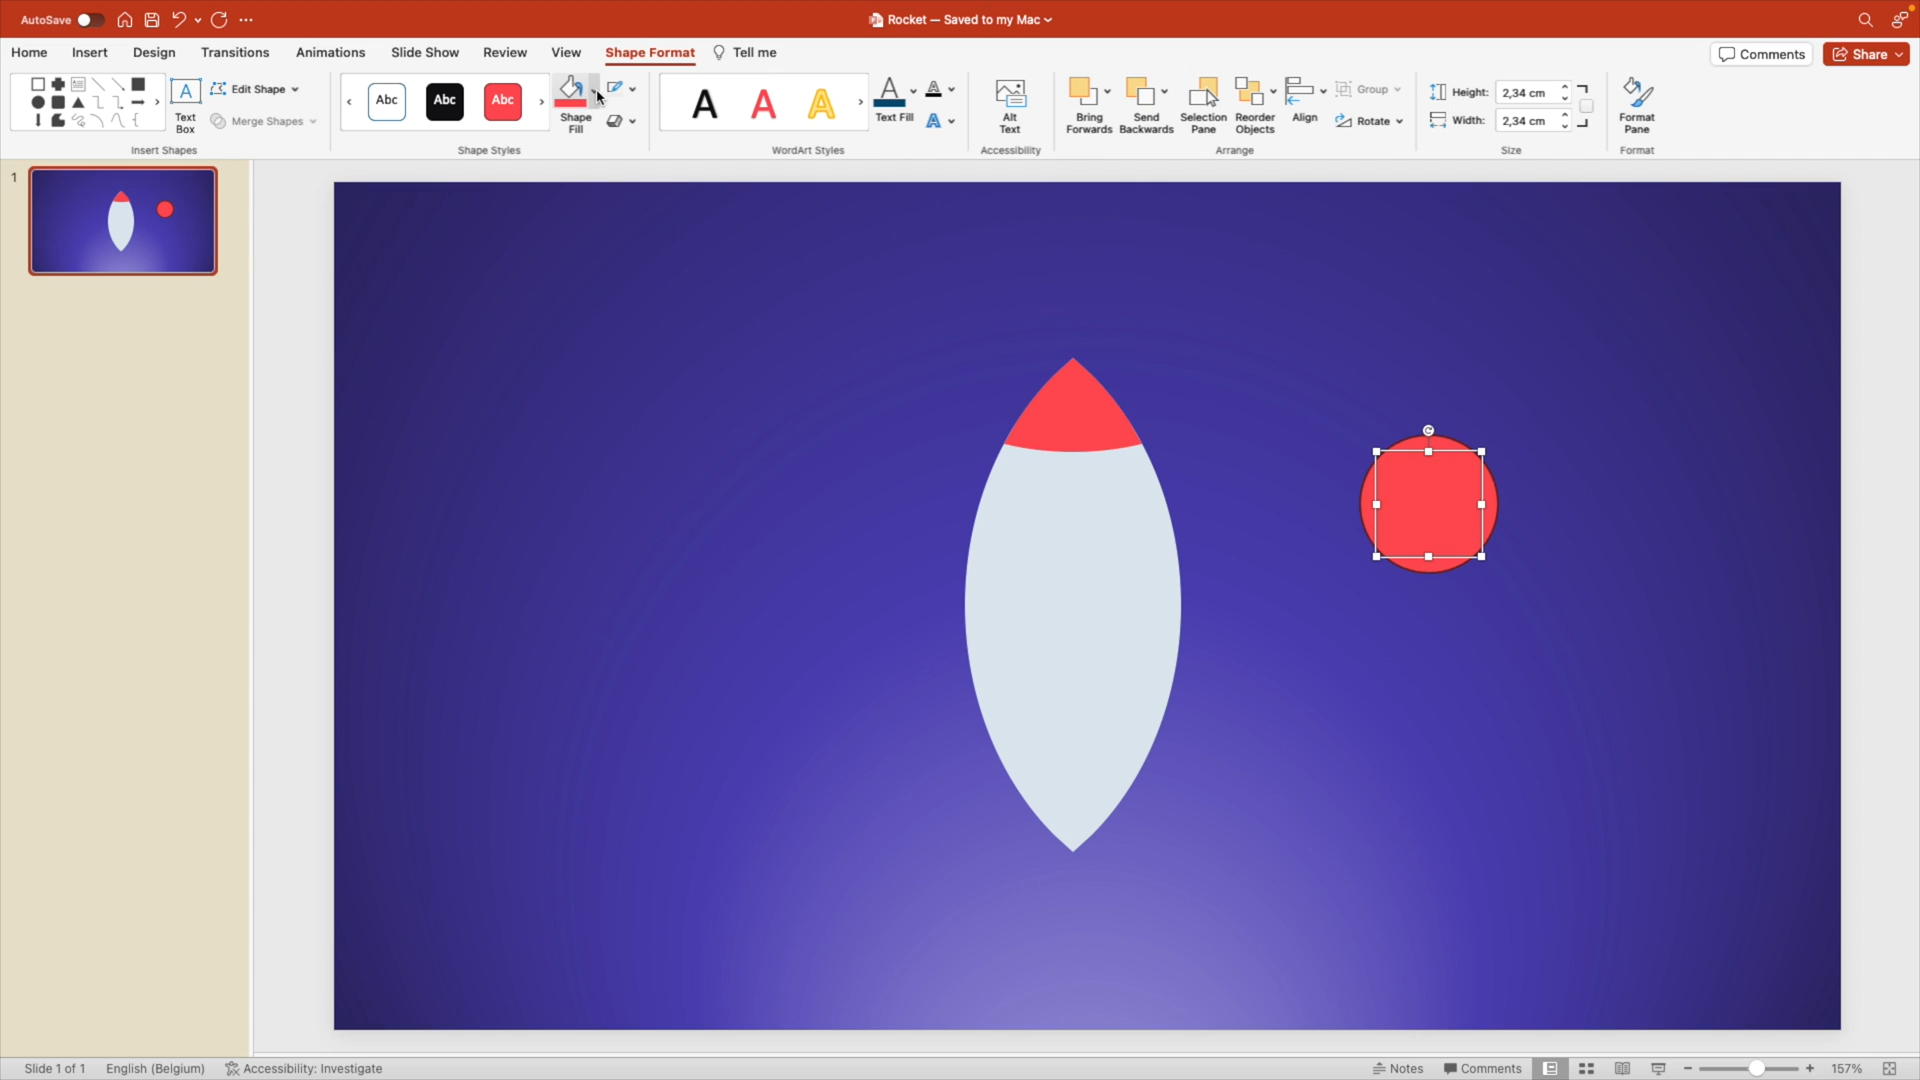 AutoSave
Rocket — Saved to my Mac
Home Insert Design Transitions Animations Slide Show Review View Shape Format Tell me
Comments Share
Text Box
Edit Shape
Merge Shapes
Insert Shapes
Abc Abc Abc
Shape Fill
Shape Styles
A A A
Text Fill
WordArt Styles
Alt Text
Accessibility
Bring Forwards
Send Backwards
Selection Pane
Reorder Objects
Align
Group
Rotate
Arrange
Height: 2,34 cm
Width: 2,34 cm
Size
Format Pane
Format
1
Slide 1 of 1 English (Belgium) Accessibility: Investigate
Notes Comments 157%